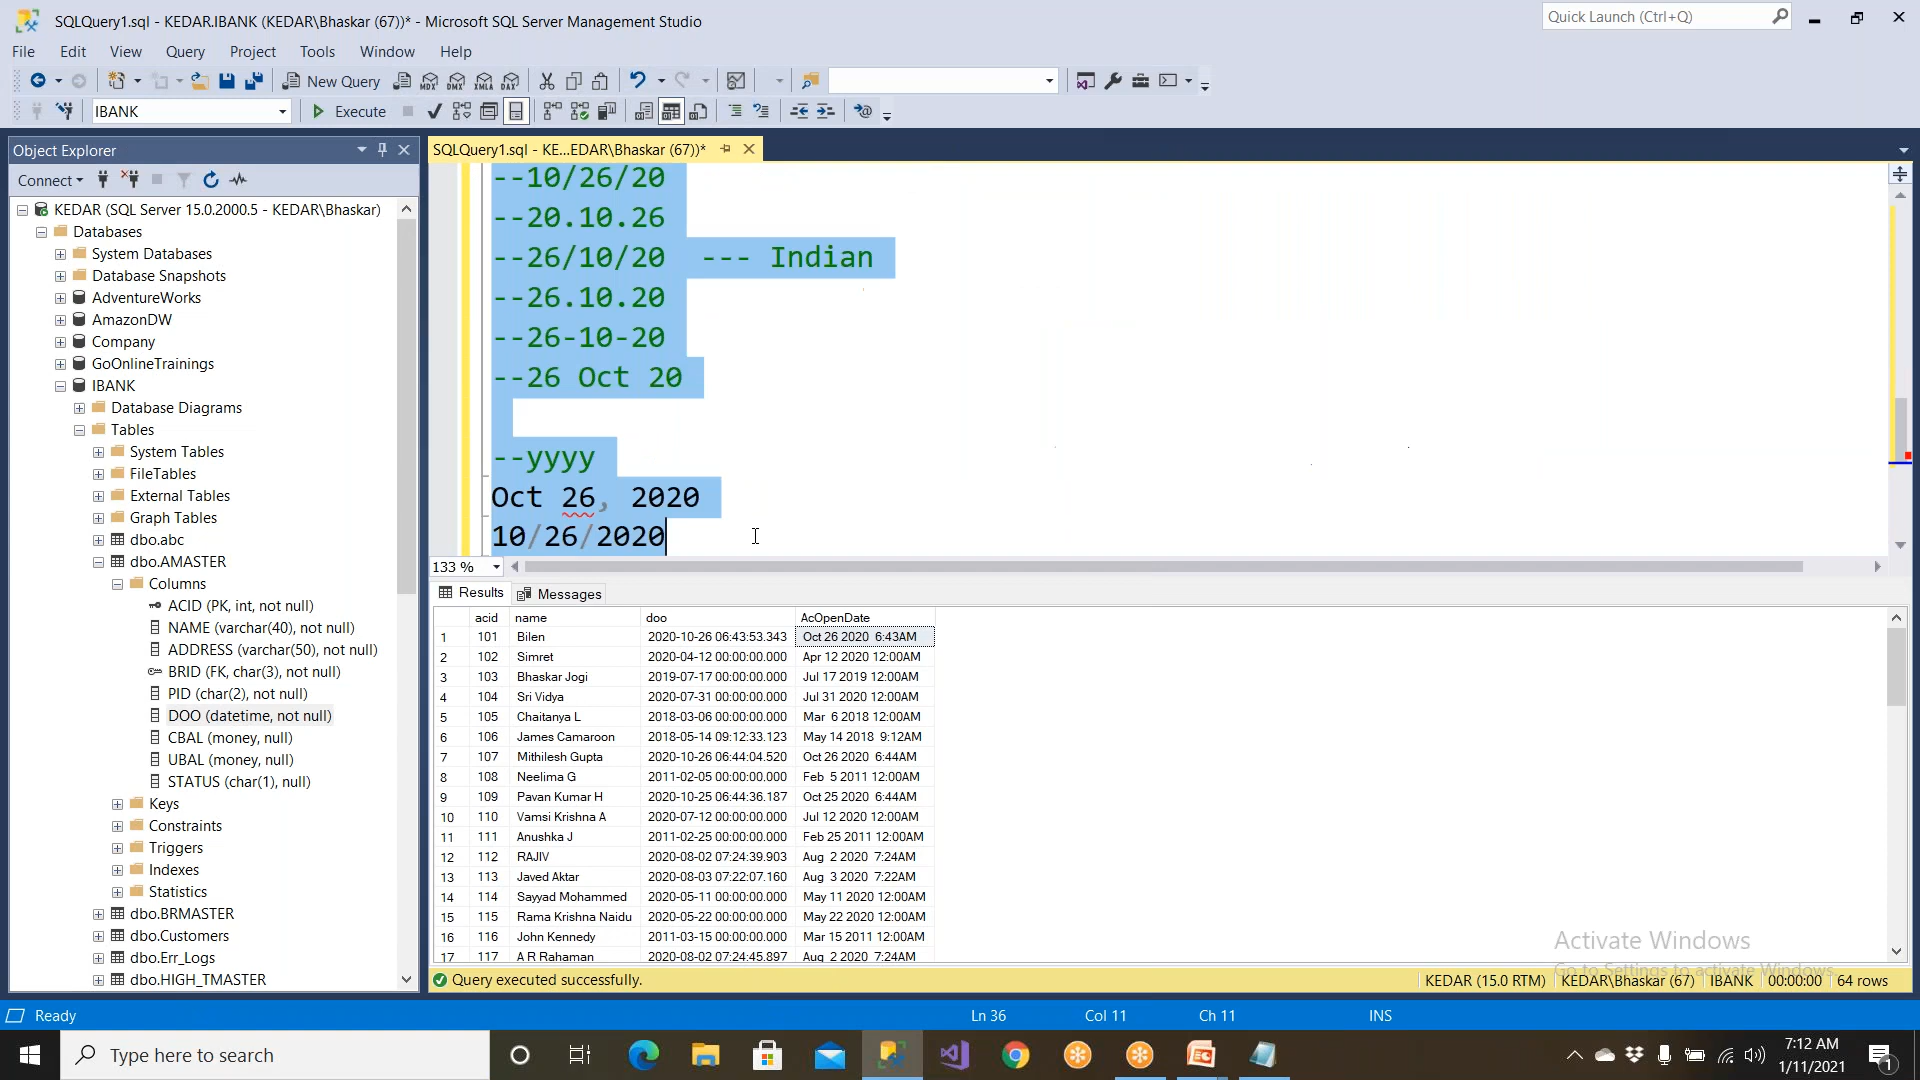 SQLQuery1.sql - KEDAR.IBANK (KEDAR\Bhaskar (67))* - Microsoft SQL Server Management Studio
Quick Launch (Ctrl+Q)
File Edit View Query Project Tools Window Help
New Query
MDX DMX XMLA DAX
IBANK
Execute
Object Explorer
SQLQuery1.sql - KE...EDAR\Bhaskar (67))*
Connect
KEDAR (SQL Server 15.0.2000.5 - KEDAR\Bhaskar)
Databases
System Databases
Database Snapshots
AdventureWorks
AmazonDW
Company
GoOnlineTrainings
IBANK
Database Diagrams
Tables
System Tables
FileTables
External Tables
Graph Tables
dbo.abc
dbo.AMASTER
Columns
ACID (PK, int, not null)
NAME (varchar(40), not null)
ADDRESS (varchar(50), not null)
BRID (FK, char(3), not null)
PID (char(2), not null)
DOO (datetime, not null)
CBAL (money, null)
UBAL (money, null)
STATUS (char(1), null)
Keys
Constraints
Triggers
Indexes
Statistics
dbo.BRMASTER
dbo.Customers
dbo.Err_Logs
dbo.HIGH_TMASTER
--10/26/20
--20.10.26
--26/10/20 --- Indian
--26.10.20
--26-10-20
--26 Oct 20
--yyyy
Oct 26, 2020
10/26/2020
133 %
Results Messages
acid name doo AcOpenDate
1 101 Bilen 2020-10-26 06:43:53.343 Oct 26 2020 6:43AM
2 102 Simret 2020-04-12 00:00:00.000 Apr 12 2020 12:00AM
3 103 Bhaskar Jogi 2019-07-17 00:00:00.000 Jul 17 2019 12:00AM
4 104 Sri Vidya 2020-07-31 00:00:00.000 Jul 31 2020 12:00AM
5 105 Chaitanya L 2018-03-06 00:00:00.000 Mar 6 2018 12:00AM
6 106 James Camaroon 2018-05-14 09:12:33.123 May 14 2018 9:12AM
7 107 Mithilesh Gupta 2020-10-26 06:44:04.520 Oct 26 2020 6:44AM
8 108 Neelima G 2011-02-05 00:00:00.000 Feb 5 2011 12:00AM
9 109 Pavan Kumar H 2020-10-25 06:44:36.187 Oct 25 2020 6:44AM
10 110 Vamsi Krishna A 2020-07-12 00:00:00.000 Jul 12 2020 12:00AM
11 111 Anushka J 2011-02-25 00:00:00.000 Feb 25 2011 12:00AM
12 112 RAJIV 2020-08-02 07:24:39.903 Aug 2 2020 7:24AM
13 113 Javed Aktar 2020-08-03 07:22:07.160 Aug 3 2020 7:22AM
14 114 Sayyad Mohammed 2020-05-11 00:00:00.000 May 11 2020 12:00AM
15 115 Rama Krishna Naidu 2020-05-22 00:00:00.000 May 22 2020 12:00AM
16 116 John Kennedy 2011-03-15 00:00:00.000 Mar 15 2011 12:00AM
17 117 A R Rahaman 2020-08-02 07:24:45.897 Aug 2 2020 7:24AM
Activate Windows
Go to Settings to activate Windows.
Query executed successfully.
KEDAR (15.0 RTM) KEDAR\Bhaskar (67) IBANK 00:00:00 64 rows
Ready
Ln 36 Col 11 Ch 11 INS
Type here to search
7:12 AM
1/11/2021
1